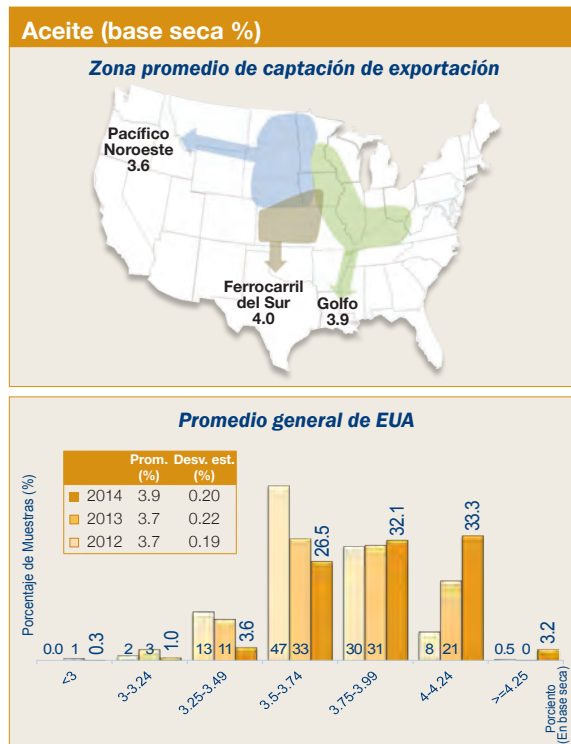 Aceite (base seca %)
Zona promedio de captación de exportación
Pacífico
Noroeste
3.6
Ferrocarril
del Sur
4.0
Golfo
3.9
Promedio general de EUA
Prom. Desv. est.
(%) (%)
2014 3.9 0.20
2013 3.7 0.22
2012 3.7 0.19
Porcentaje de Muestras (%)
0.0 1 0.3
2 3 1.0
13 11 3.6
47 33 26.5
30 31 32.1
8 21 33.3
0.5 0 3.2
<3
3-3.24
3.25-3.49
3.5-3.74
3.75-3.99
4-4.24
>=4.25
Porciento
(En base seca)